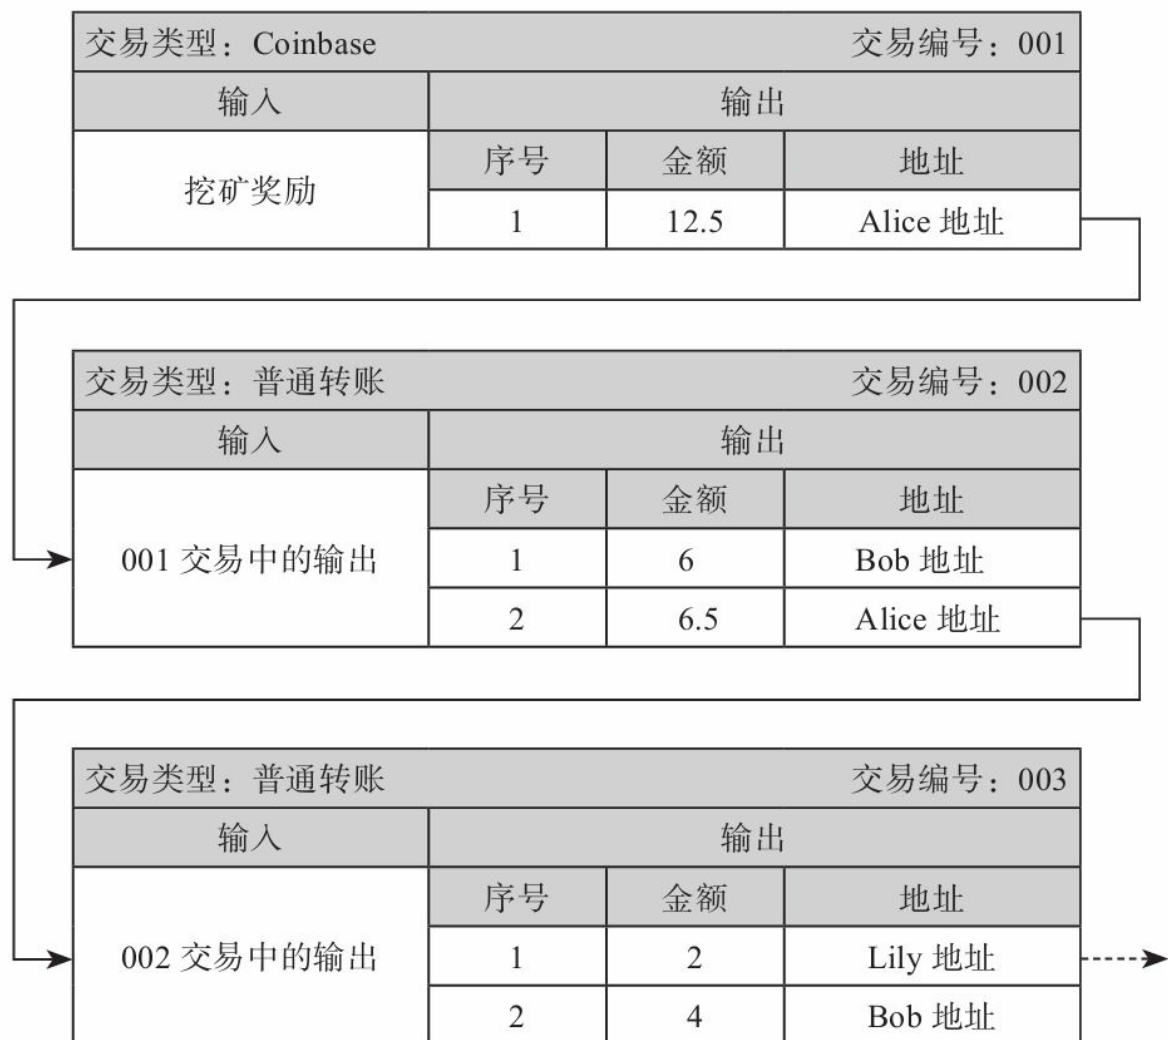 交易类型：Coinbase 交易编号：001
输入 输出
挖矿奖励
序号 金额 地址
1 12.5 Alice 地址
交易类型：普通转账 交易编号：002
输入 输出
001 交易中的输出
序号 金额 地址
1 6 Bob 地址
2 6.5 Alice 地址
交易类型：普通转账 交易编号：003
输入 输出
002 交易中的输出
序号 金额 地址
1 2 Lily 地址
2 4 Bob 地址